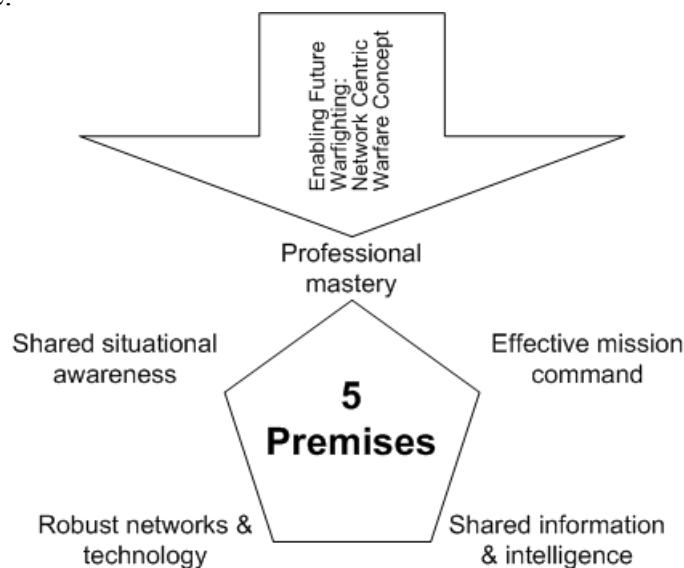 Enabling Future
Warfighting:
Network Centric
Warfare Concept
Professional
mastery
Shared situational
awareness
Effective mission
command
5
Premises
Robust networks &
technology
Shared information
& intelligence